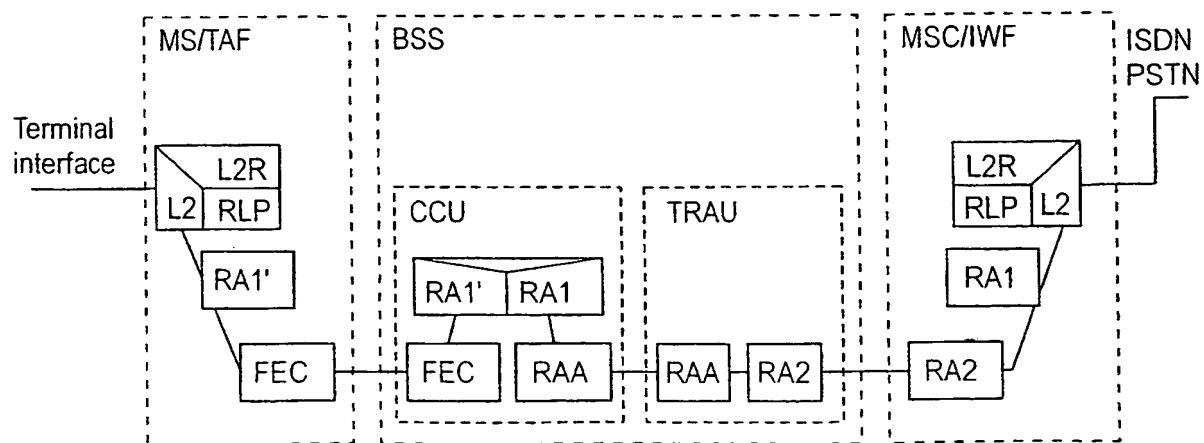 MS/TAF
BSS
MSC/IWF
ISDN
PSTN
Terminal
interface
L2R
L2
RLP
L2R
RLP
L2
CCU
TRAU
RA1'
RA1'
RA1
RA1
FEC
FEC
RAA
RAA
RA2
RA2